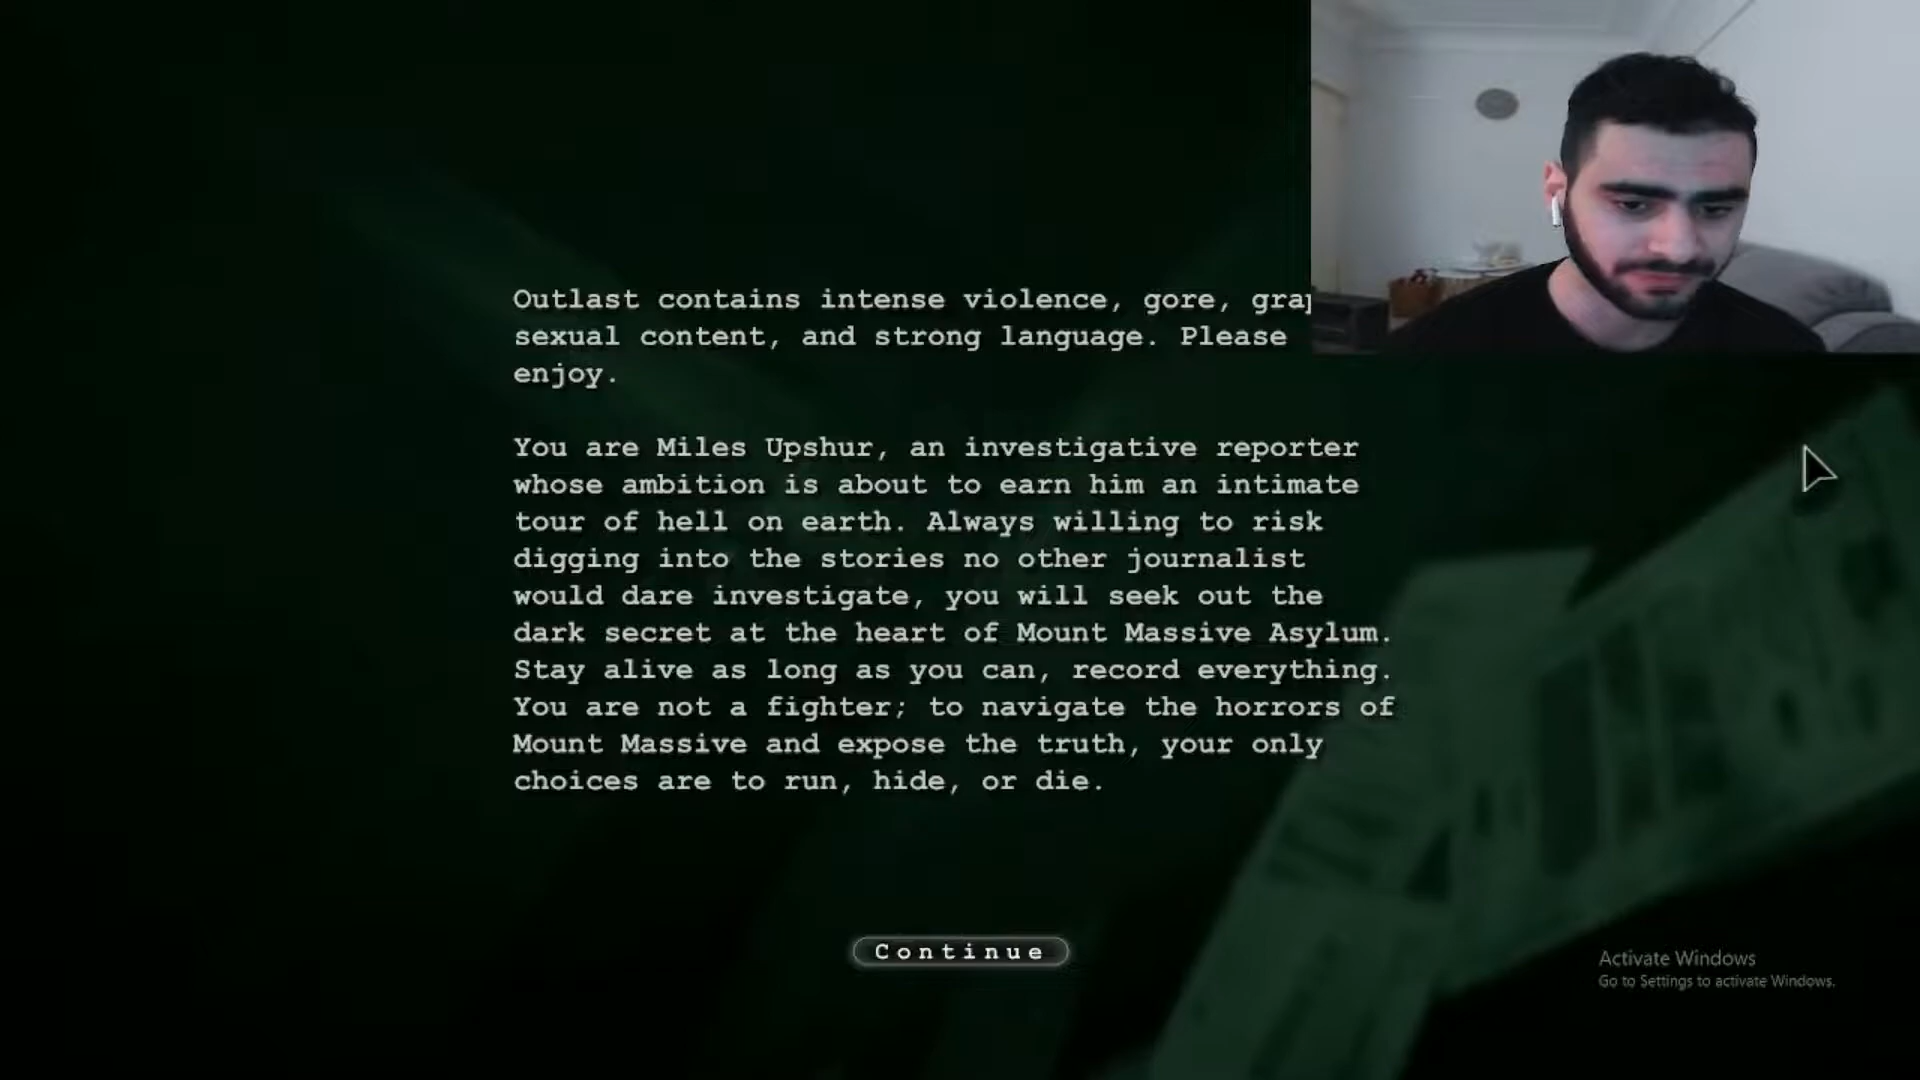 Outlast contains intense violence, gore,
sexual content, and strong language. Please
enjoy.
You are Miles Upshur, an investigative reporter
whose ambition is about to earn him an intimate
tour of hell on earth. Always willing to risk
digging into the stories no other journalist
would dare investigate, you will seek out the
dark secret at the heart of Mount Massive Asylum.
Stay alive as long as you can, record everything.
You are not a fighter; to navigate the horrors of
Mount Massive and expose the truth, your only
choices are to run, hide, or die.
Continue
Activate Windows
Go to Settings to activate Windows.